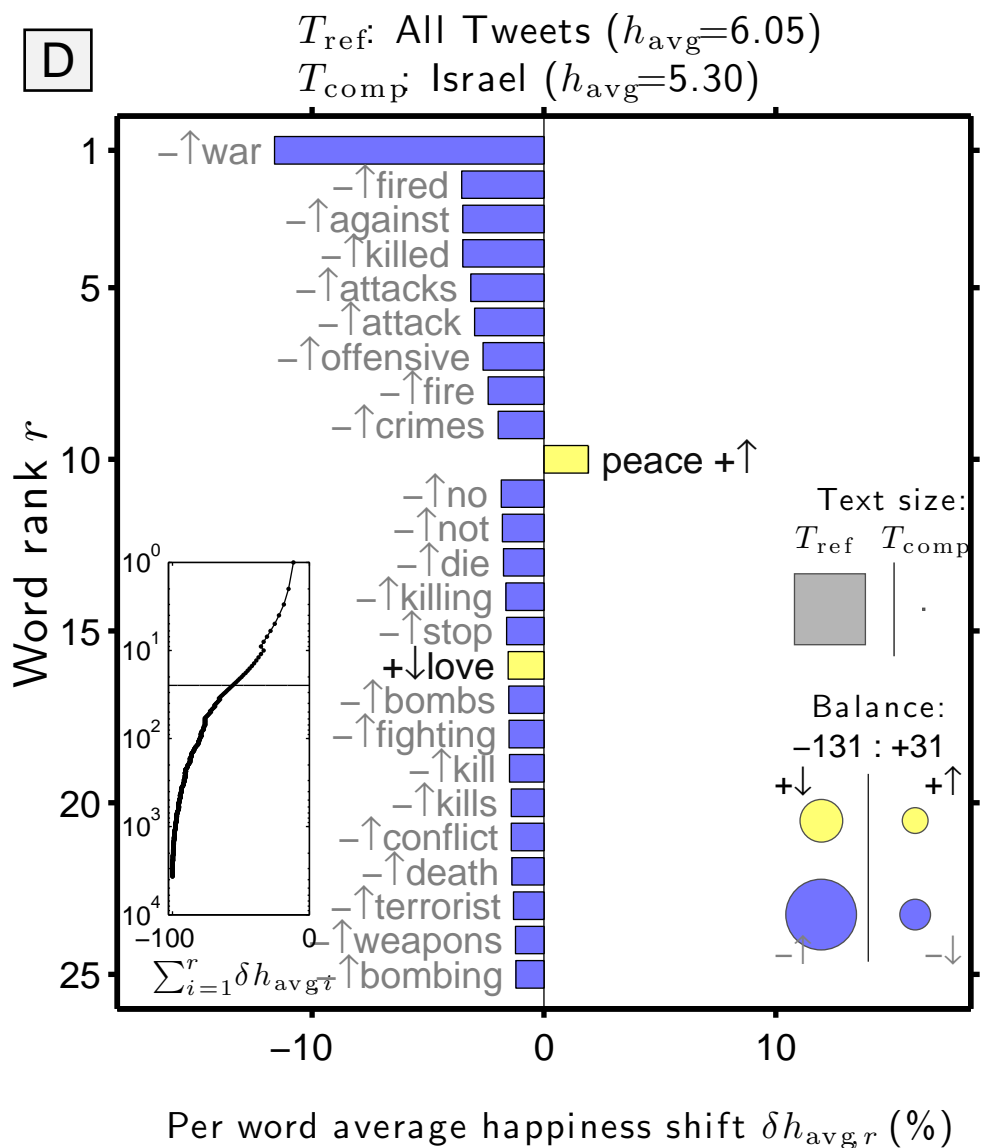 D
T_ref: All Tweets (h_avg=6.05)
T_comp: Israel (h_avg=5.30)
Word rank r
1
5
10
15
20
25
−↑war
−↑fired
−↑against
−↑killed
−↑attacks
−↑attack
−↑offensive
−↑fire
−↑crimes
peace +↑
−↑no
−↑not
−↑die
−↑killing
−↑stop
+↓love
−↑bombs
−↑fighting
−↑kill
−↑kills
−↑conflict
−↑death
−↑terrorist
−↑weapons
−↑bombing
10^0
10^1
10^2
10^3
10^4
−100 0
∑_{i=1}^r δh_avg,i
Text size:
T_ref T_comp
Balance:
−131 : +31
+↓ +↑
−↑ −↓
−10 0 10
Per word average happiness shift δh_avg,r (%)